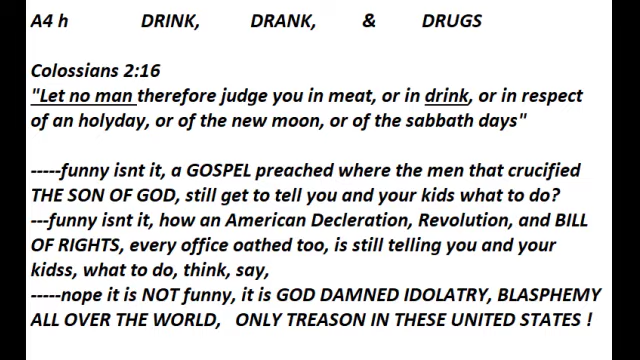 A4 h DRINK, DRANK, & DRUGS
Colossians 2:16
"Let no man therefore judge you in meat, or in drink, or in respect
of an holyday, or of the new moon, or of the sabbath days"
-----funny isnt it, a GOSPEL preached where the men that crucified
THE SON OF GOD, still get to tell you and your kids what to do?
---funny isnt it, how an American Decleration, Revolution, and BILL
OF RIGHTS, every office oathed too, is still telling you and your
kidss, what to do, think, say,
-----nope it is NOT funny, it is GOD DAMNED IDOLATRY, BLASPHEMY
ALL OVER THE WORLD, ONLY TREASON IN THESE UNITED STATES !